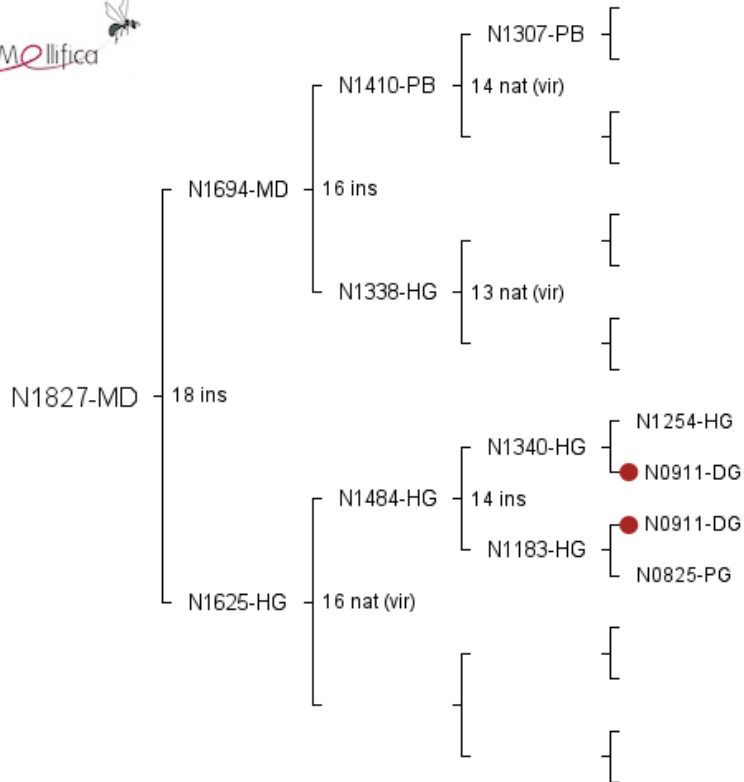 Mellifica
N1307-PB
N1410-PB
14 nat (vir)
N1694-MD
16 ins
N1338-HG
13 nat (vir)
N1827-MD
18 ins
N1254-HG
N1340-HG
N0911-DG
N1484-HG
14 ins
N0911-DG
N1183-HG
N0825-PG
N1625-HG
16 nat (vir)